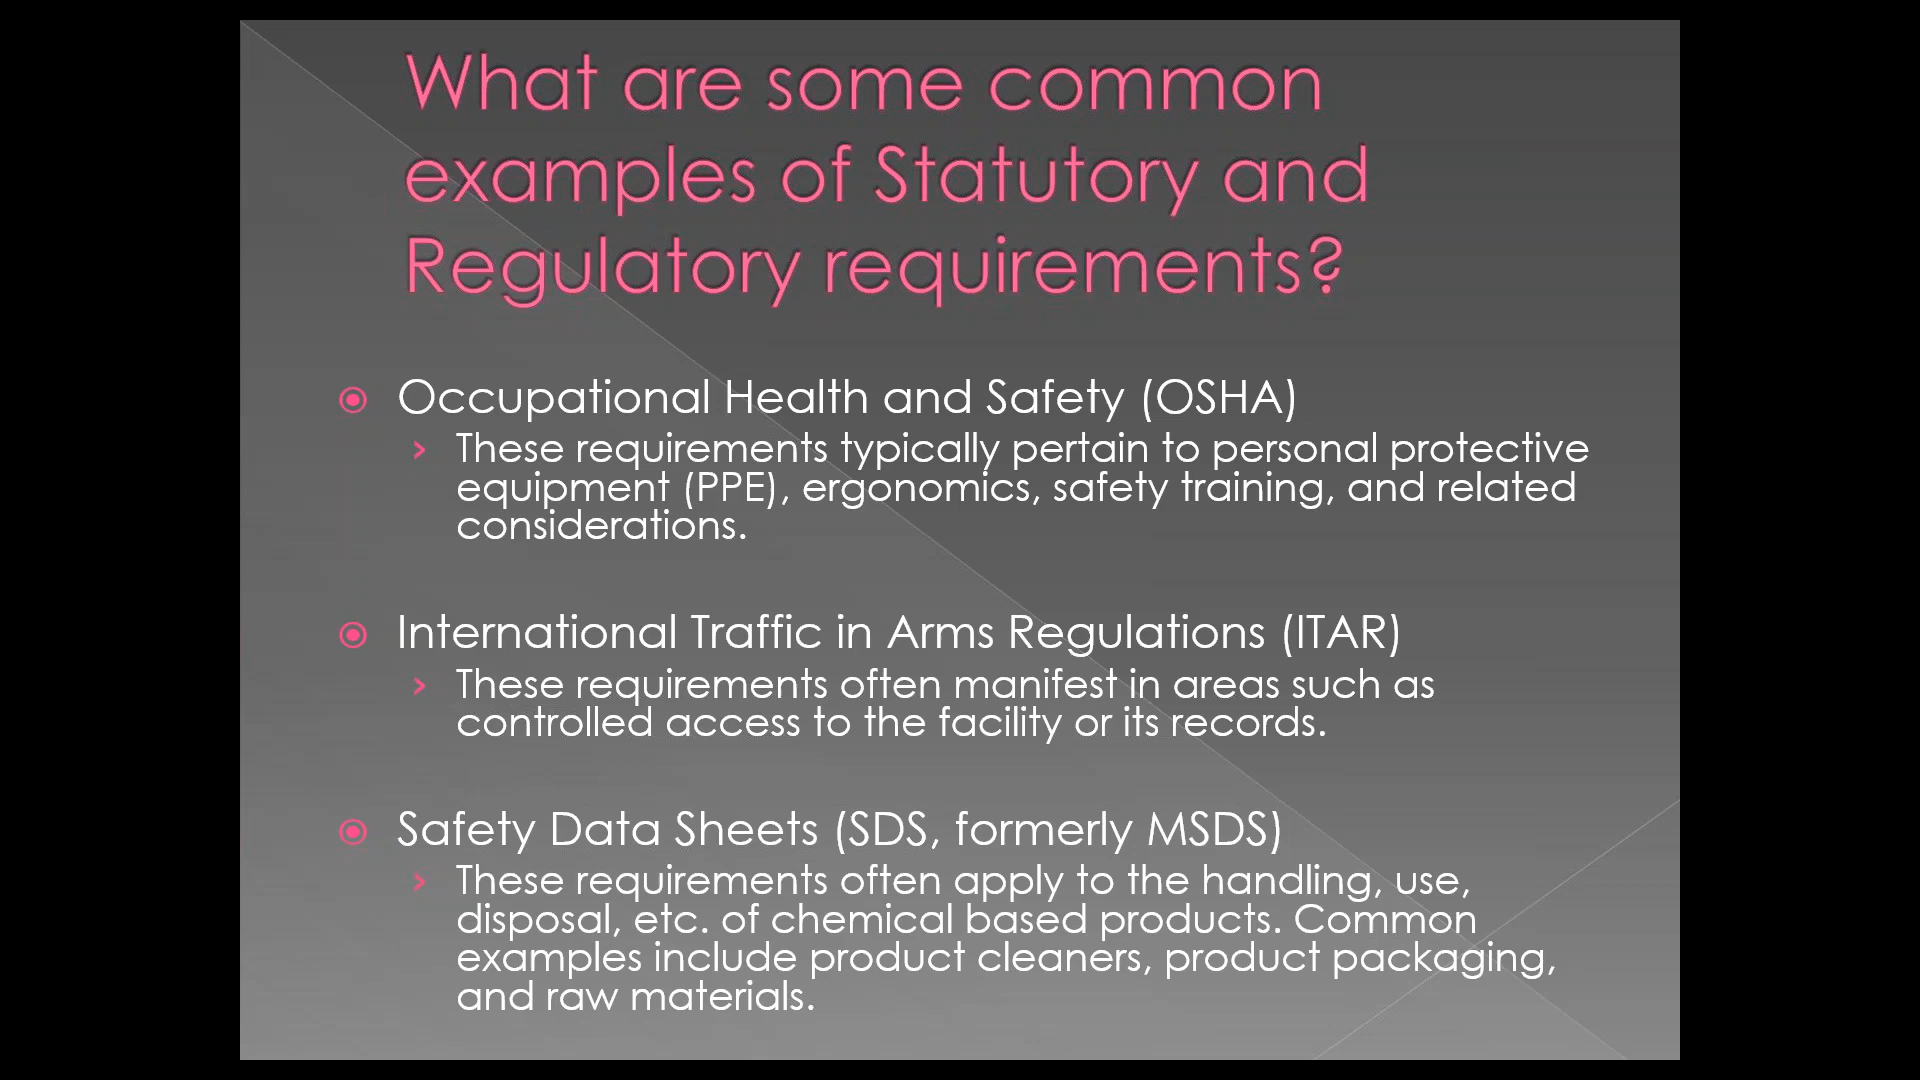 What are some common
examples of Statutory and
Regulatory requirements?
Occupational Health and Safety (OSHA)
These requirements typically pertain to personal protective
equipment (PPE), ergonomics, safety training, and related
considerations.
International Traffic in Arms Regulations (ITAR)
These requirements often manifest in areas such as
controlled access to the facility or its records.
Safety Data Sheets (SDS, formerly MSDS)
These requirements often apply to the handling, use,
disposal, etc. of chemical based products. Common
examples include product cleaners, product packaging,
and raw materials.